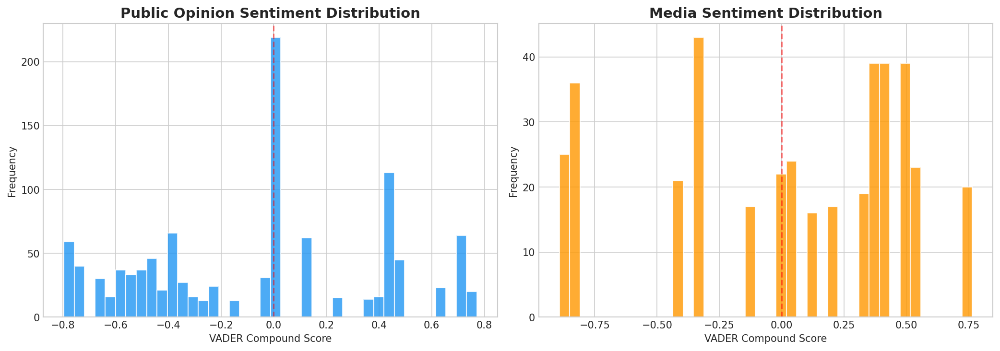 Public Opinion Sentiment Distribution
200
150
100
50
0
Frequency
−0.8 −0.6 −0.4 −0.2 0.0 0.2 0.4 0.6 0.8
VADER Compound Score
Media Sentiment Distribution
40
30
20
10
0
Frequency
−0.75 −0.50 −0.25 0.00 0.25 0.50 0.75
VADER Compound Score